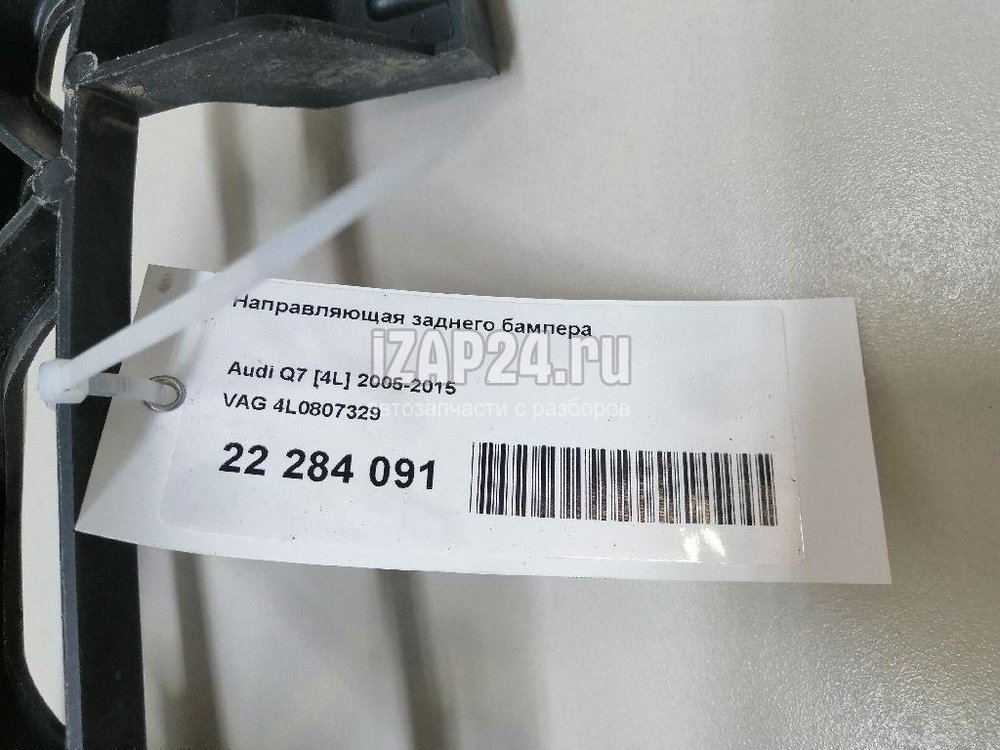 Направляющая заднего бампера
iZAP24.ru
Audi Q7 [4L] 2005-2015
автозапчасти с разборов
VAG 4L0807329
22 284 091